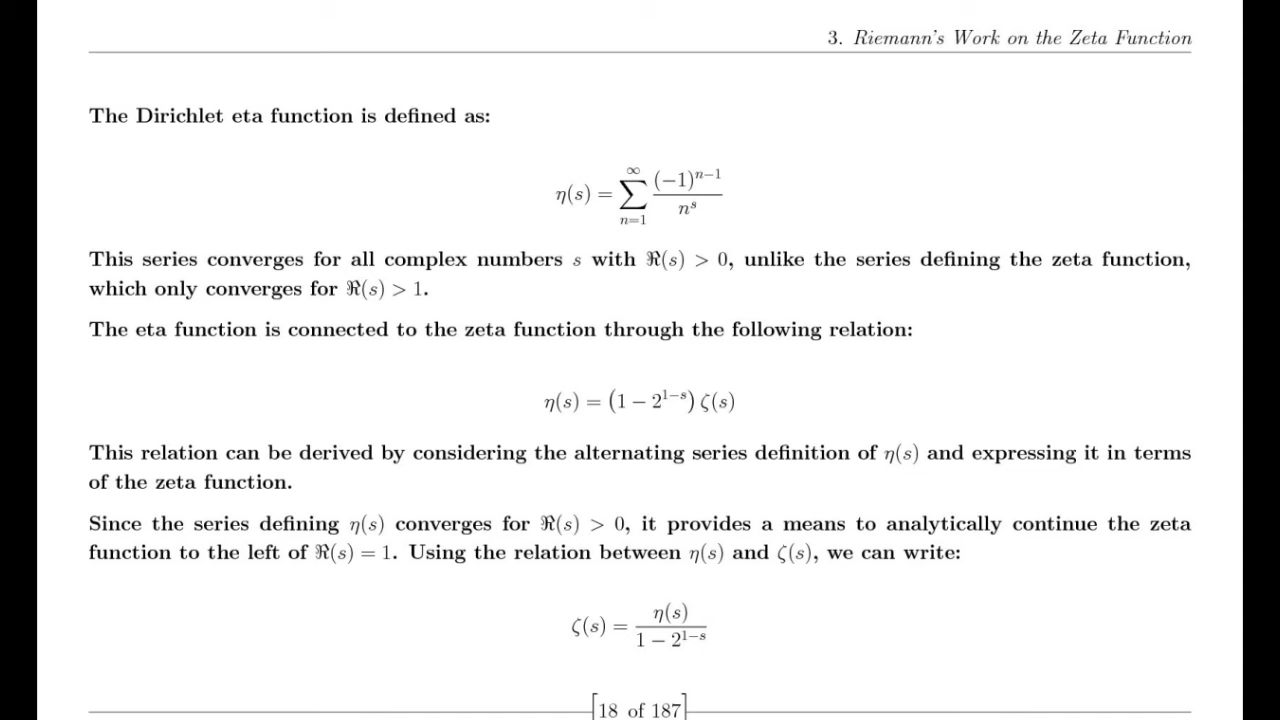 3. Riemann's Work on the Zeta Function
The Dirichlet eta function is defined as:
η(s) = ∑_{n=1}^{∞} (−1)^{n−1} / n^s
This series converges for all complex numbers s with ℜ(s) > 0, unlike the series defining the zeta function,
which only converges for ℜ(s) > 1.
The eta function is connected to the zeta function through the following relation:
η(s) = (1 − 2^{1−s}) ζ(s)
This relation can be derived by considering the alternating series definition of η(s) and expressing it in terms
of the zeta function.
Since the series defining η(s) converges for ℜ(s) > 0, it provides a means to analytically continue the zeta
function to the left of ℜ(s) = 1. Using the relation between η(s) and ζ(s), we can write:
ζ(s) = η(s) / (1 − 2^{1−s})
[18 of 187]